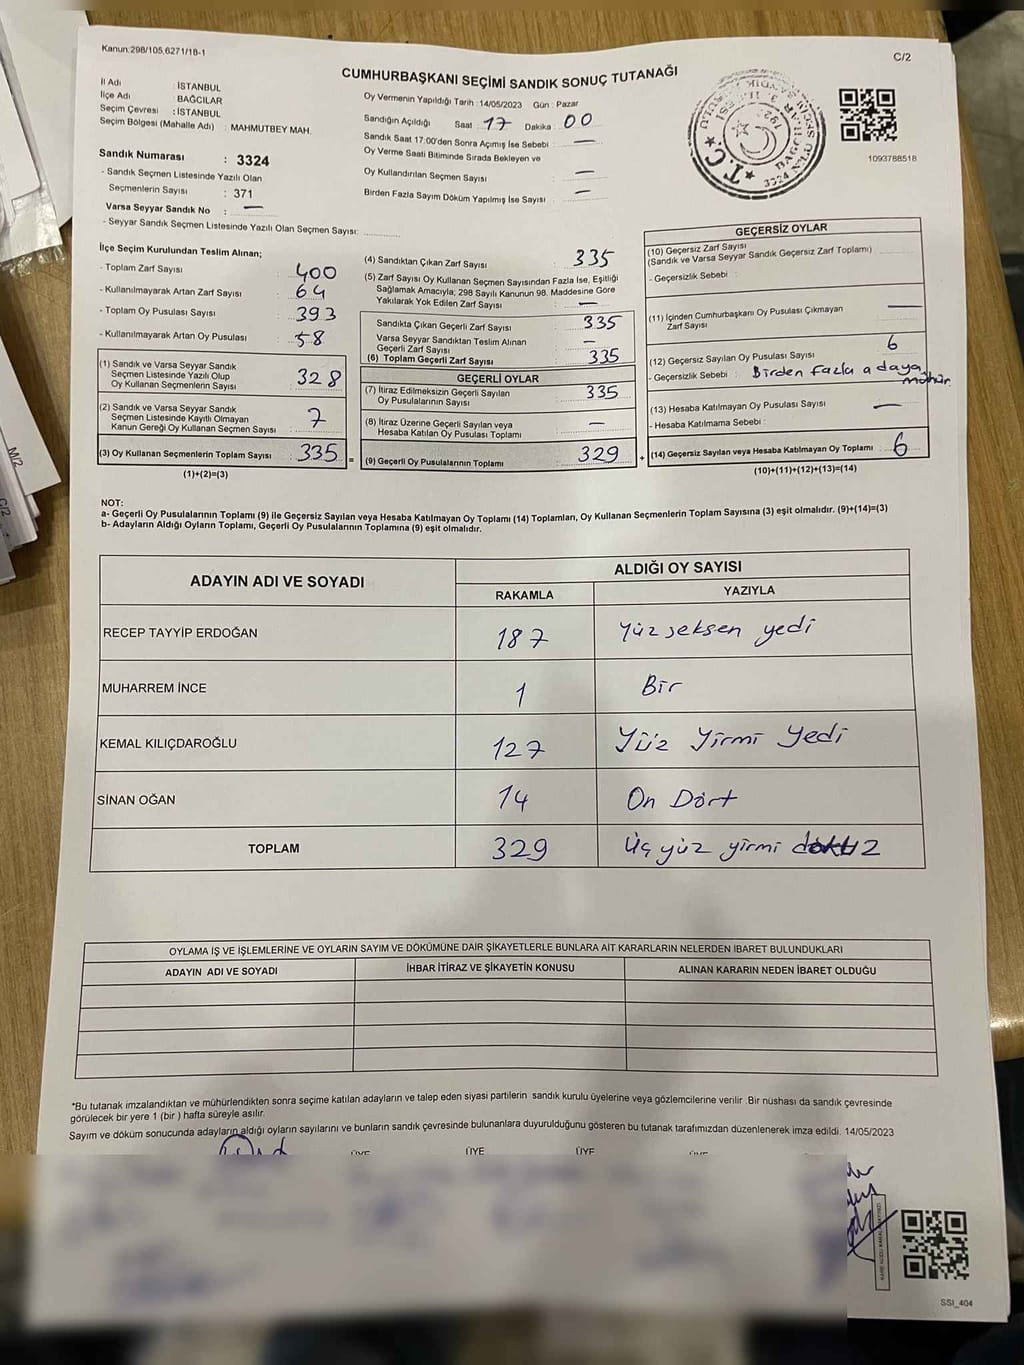 Kanun:298/105,6271/18-1
C/2
CUMHURBAŞKANI SEÇİMİ SANDIK SONUÇ TUTANAĞI
İl Adı : İSTANBUL
İlçe Adı : BAĞCILAR
Seçim Çevresi : İSTANBUL
Seçim Bölgesi (Mahalle Adı) : MAHMUTBEY MAH.
Sandık Numarası : 3324
- Sandık Seçmen Listesinde Yazılı Olan
Seçmenlerin Sayısı : 371
Varsa Seyyar Sandık No : —
- Seyyar Sandık Seçmen Listesinde Yazılı Olan Seçmen Sayısı:
Oy Vermenin Yapıldığı Tarih : 14/05/2023 Gün : Pazar
Sandığın Açıldığı Saat 17 Dakika 00
Sandık Saat 17:00'den Sonra Açımış İse Sebebi : —
Oy Verme Saati Bitiminde Sırada Bekleyen ve
Oy Kullandırılan Seçmen Sayısı : —
Birden Fazla Sayım Döküm Yapılmış İse Sayısı : —
T.C.
BAĞCILAR
3324 NOLU
1093788518
İlçe Seçim Kurulundan Teslim Alınan;
- Toplam Zarf Sayısı : 400
- Kullanılmayarak Artan Zarf Sayısı : 64
- Toplam Oy Pusulası Sayısı : 393
- Kullanılmayarak Artan Oy Pusulası : 58
(1) Sandık ve Varsa Seyyar Sandık
Seçmen Listesinde Yazılı Olup
Oy Kullanan Seçmenlerin Sayısı 328
(2) Sandık ve Varsa Seyyar Sandık
Seçmen Listesinde Kayıtlı Olmayan
Kanun Gereği Oy Kullanan Seçmen Sayısı 7
(3) Oy Kullanan Seçmenlerin Toplam Sayısı 335 =
(1)+(2)=(3)
(4) Sandıktan Çıkan Zarf Sayısı : 335
(5) Zarf Sayısı Oy Kullanan Seçmen Sayısından Fazla İse, Eşitliği
Sağlamak Amacıyla, 298 Sayılı Kanunun 98. Maddesine Göre
Yakılarak Yok Edilen Zarf Sayısı : —
Sandıkta Çıkan Geçerli Zarf Sayısı : 335
Varsa Seyyar Sandıktan Teslim Alınan
Geçerli Zarf Sayısı : —
(6) Toplam Geçerli Zarf Sayısı : 335
GEÇERLİ OYLAR
(7) İtiraz Edilmeksizin Geçerli Sayılan
Oy Pusulalarının Sayısı : 335
(8) İtiraz Üzerine Geçerli Sayılan veya
Hesaba Katılan Oy Pusulası Toplamı : —
(9) Geçerli Oy Pusulalarının Toplamı : 329 +
GEÇERSİZ OYLAR
(10) Geçersiz Zarf Sayısı
(Sandık ve Varsa Seyyar Sandık Geçersiz Zarf Toplamı) :
- Geçersizlik Sebebi :
(11) İçinden Cumhurbaşkanı Oy Pusulası Çıkmayan
Zarf Sayısı : —
(12) Geçersiz Sayılan Oy Pusulası Sayısı : 6
- Geçersizlik Sebebi : Birden fazla adaya
mühür
(13) Hesaba Katılmayan Oy Pusulası Sayısı : —
- Hesaba Katılmama Sebebi :
(14) Geçersiz Sayılan veya Hesaba Katılmayan Oy Toplamı : 6
(10)+(11)+(12)+(13)=(14)
NOT:
a- Geçerli Oy Pusulalarının Toplamı (9) ile Geçersiz Sayılan veya Hesaba Katılmayan Oy Toplamı (14) Toplamları, Oy Kullanan Seçmenlerin Toplam Sayısına (3) eşit olmalıdır. (9)+(14)=(3)
b- Adayların Aldığı Oyların Toplamı, Geçerli Oy Pusulalarının Toplamına (9) eşit olmalıdır.
ADAYIN ADI VE SOYADI ALDIĞI OY SAYISI
RAKAMLA YAZIYLA
RECEP TAYYİP ERDOĞAN 187 Yüz seksen yedi
MUHARREM İNCE 1 Bir
KEMAL KILIÇDAROĞLU 127 Yüz Yirmi Yedi
SİNAN OĞAN 14 On Dört
TOPLAM 329 Üç yüz yirmi
OYLAMA İŞ VE İŞLEMLERİNE VE OYLARIN SAYIM VE DÖKÜMÜNE DAİR ŞİKAYETLERLE BUNLARA AİT KARARLARIN NELERDEN İBARET BULUNDUKLARI
ADAYIN ADI VE SOYADI İHBAR İTİRAZ VE ŞİKAYETİN KONUSU ALINAN KARARIN NEDEN İBARET OLDUĞU
*Bu tutanak imzalandıktan ve mühürlendikten sonra seçime katılan adayların ve talep eden siyasi partilerin sandık kurulu üyelerine veya gözlemcilerine verilir. Bir nüshası da sandık çevresinde
görülecek bir yere 1 (bir) hafta süreyle asılır.
Sayım ve döküm sonucunda adayların aldığı oyların sayılarını ve bunların sandık çevresinde bulunanlara duyurulduğunu gösteren bu tutanak tarafımızdan düzenlenerek imza edildi. 14/05/2023
ÜYE ÜYE ÜYE ÜYE
SSI_404
M/2
C/2